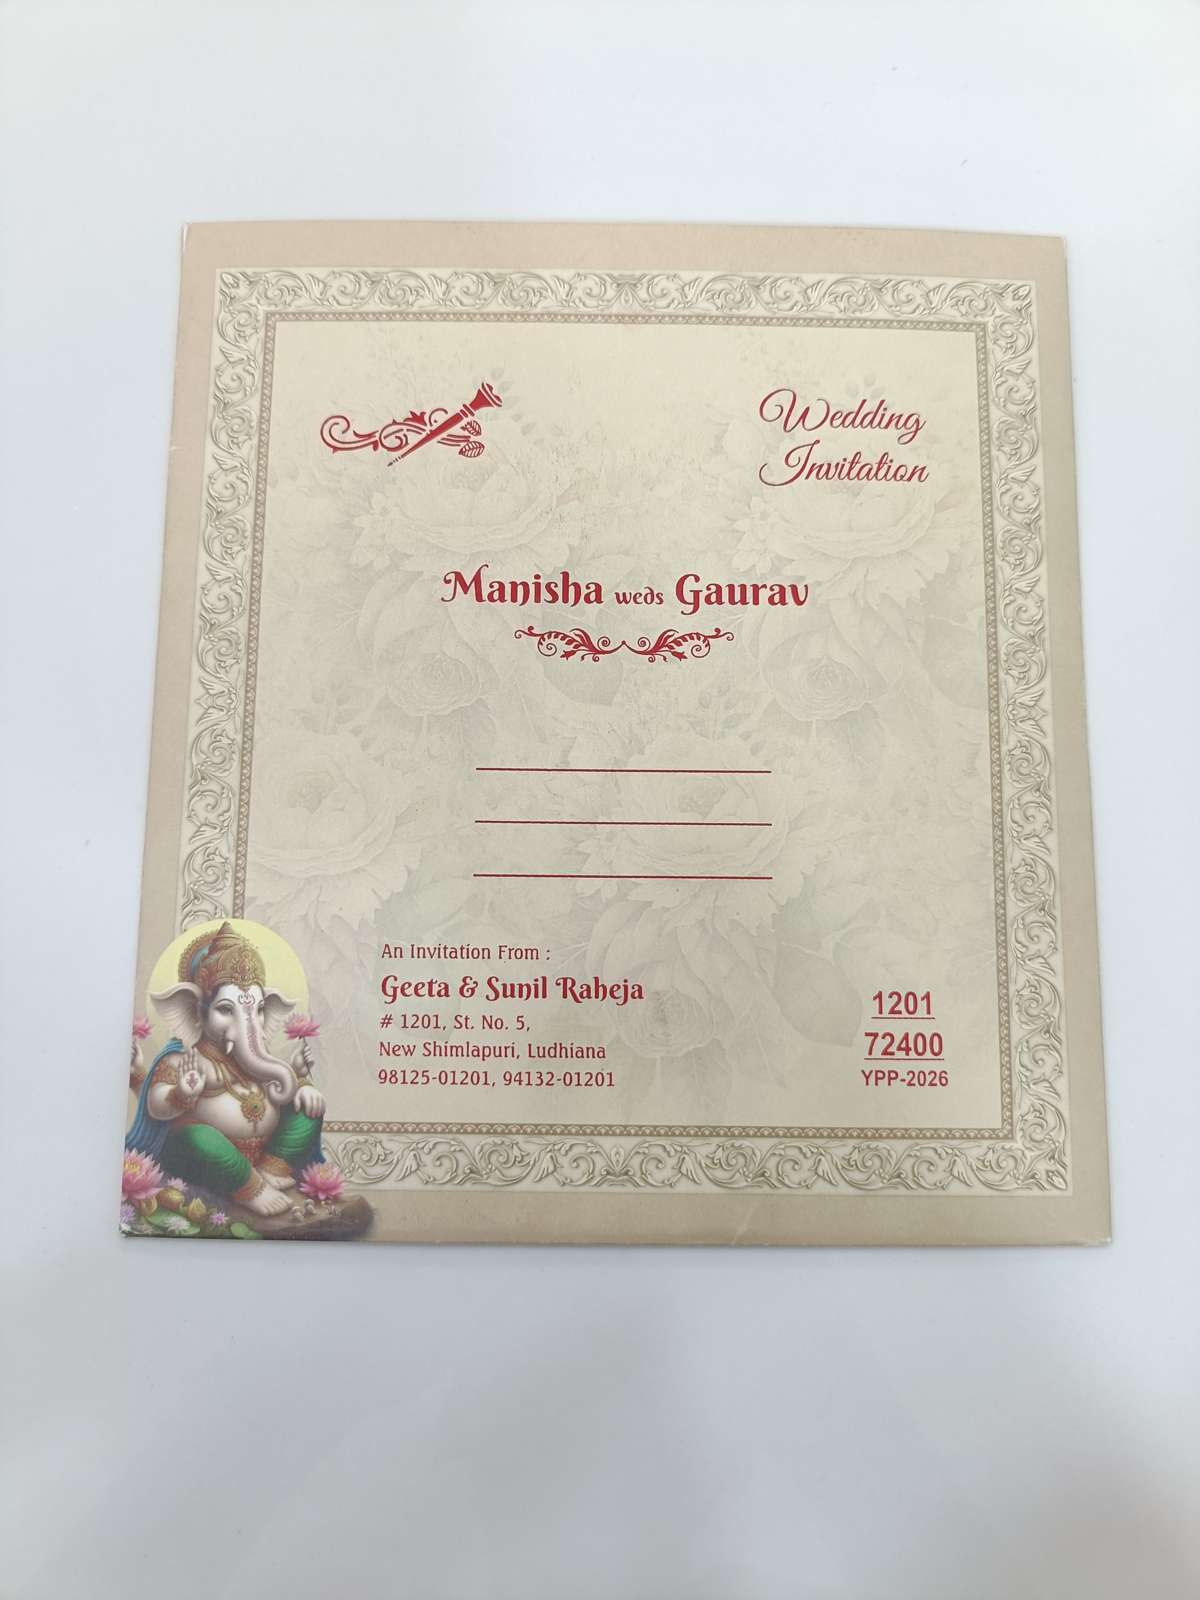 Wedding
Invitation
Manisha weds Gaurav
An Invitation From :
Geeta & Sunil Raheja
# 1201, St. No. 5,
New Shimlapuri, Ludhiana
98125-01201, 94132-01201
1201
72400
YPP-2026